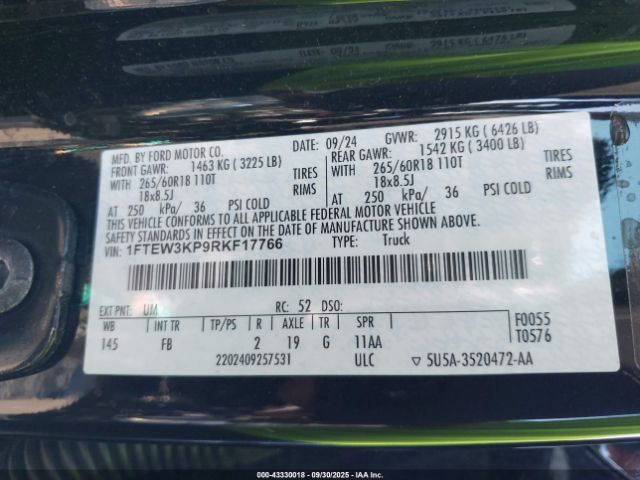 MFD. BY FORD MOTOR CO.
DATE: 09/24 GVWR: 2915 KG ( 6426 LB)
FRONT GAWR: 1463 KG ( 3225 LB) REAR GAWR: 1542 KG ( 3400 LB)
WITH 265/60R18 110T TIRES WITH 265/60R18 110T TIRES
18x8.5J RIMS 18x8.5J RIMS
AT 250 kPa/ 36 PSI COLD AT 250 kPa/ 36 PSI COLD
THIS VEHICLE CONFORMS TO ALL APPLICABLE FEDERAL MOTOR VEHICLE
SAFETY STANDARDS IN EFFECT ON THE DATE OF MANUFACTURE SHOWN ABOVE.
VIN: 1FTEW3KP9RKF17766 TYPE: Truck
EXT PNT: UM RC: 52 DSO:
WB INT TR TP/PS R AXLE TR SPR F0055
145 FB 2 19 G 11AA T0576
2202409257531 ULC ▽ 5U5A-3520472-AA
000-43330018 - 09/30/2025 - IAA Inc.